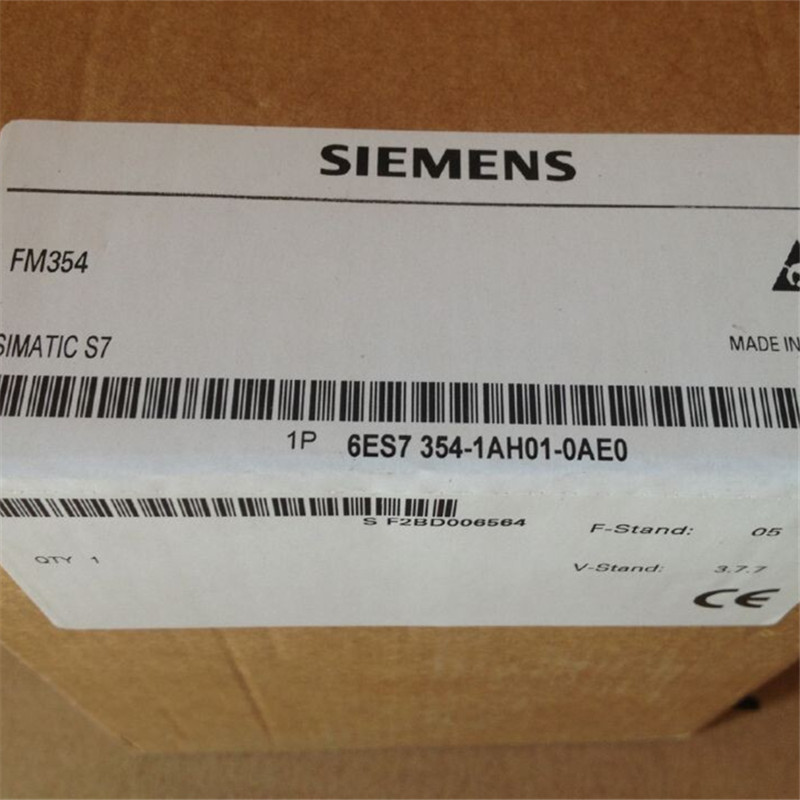 SIEMENS
FM354
SIMATIC S7
MADE IN
1P 6ES7 354-1AH01-0AE0
S F2BD006564
F-Stand: 05
QTY 1
V-Stand: 3.7.7
CE